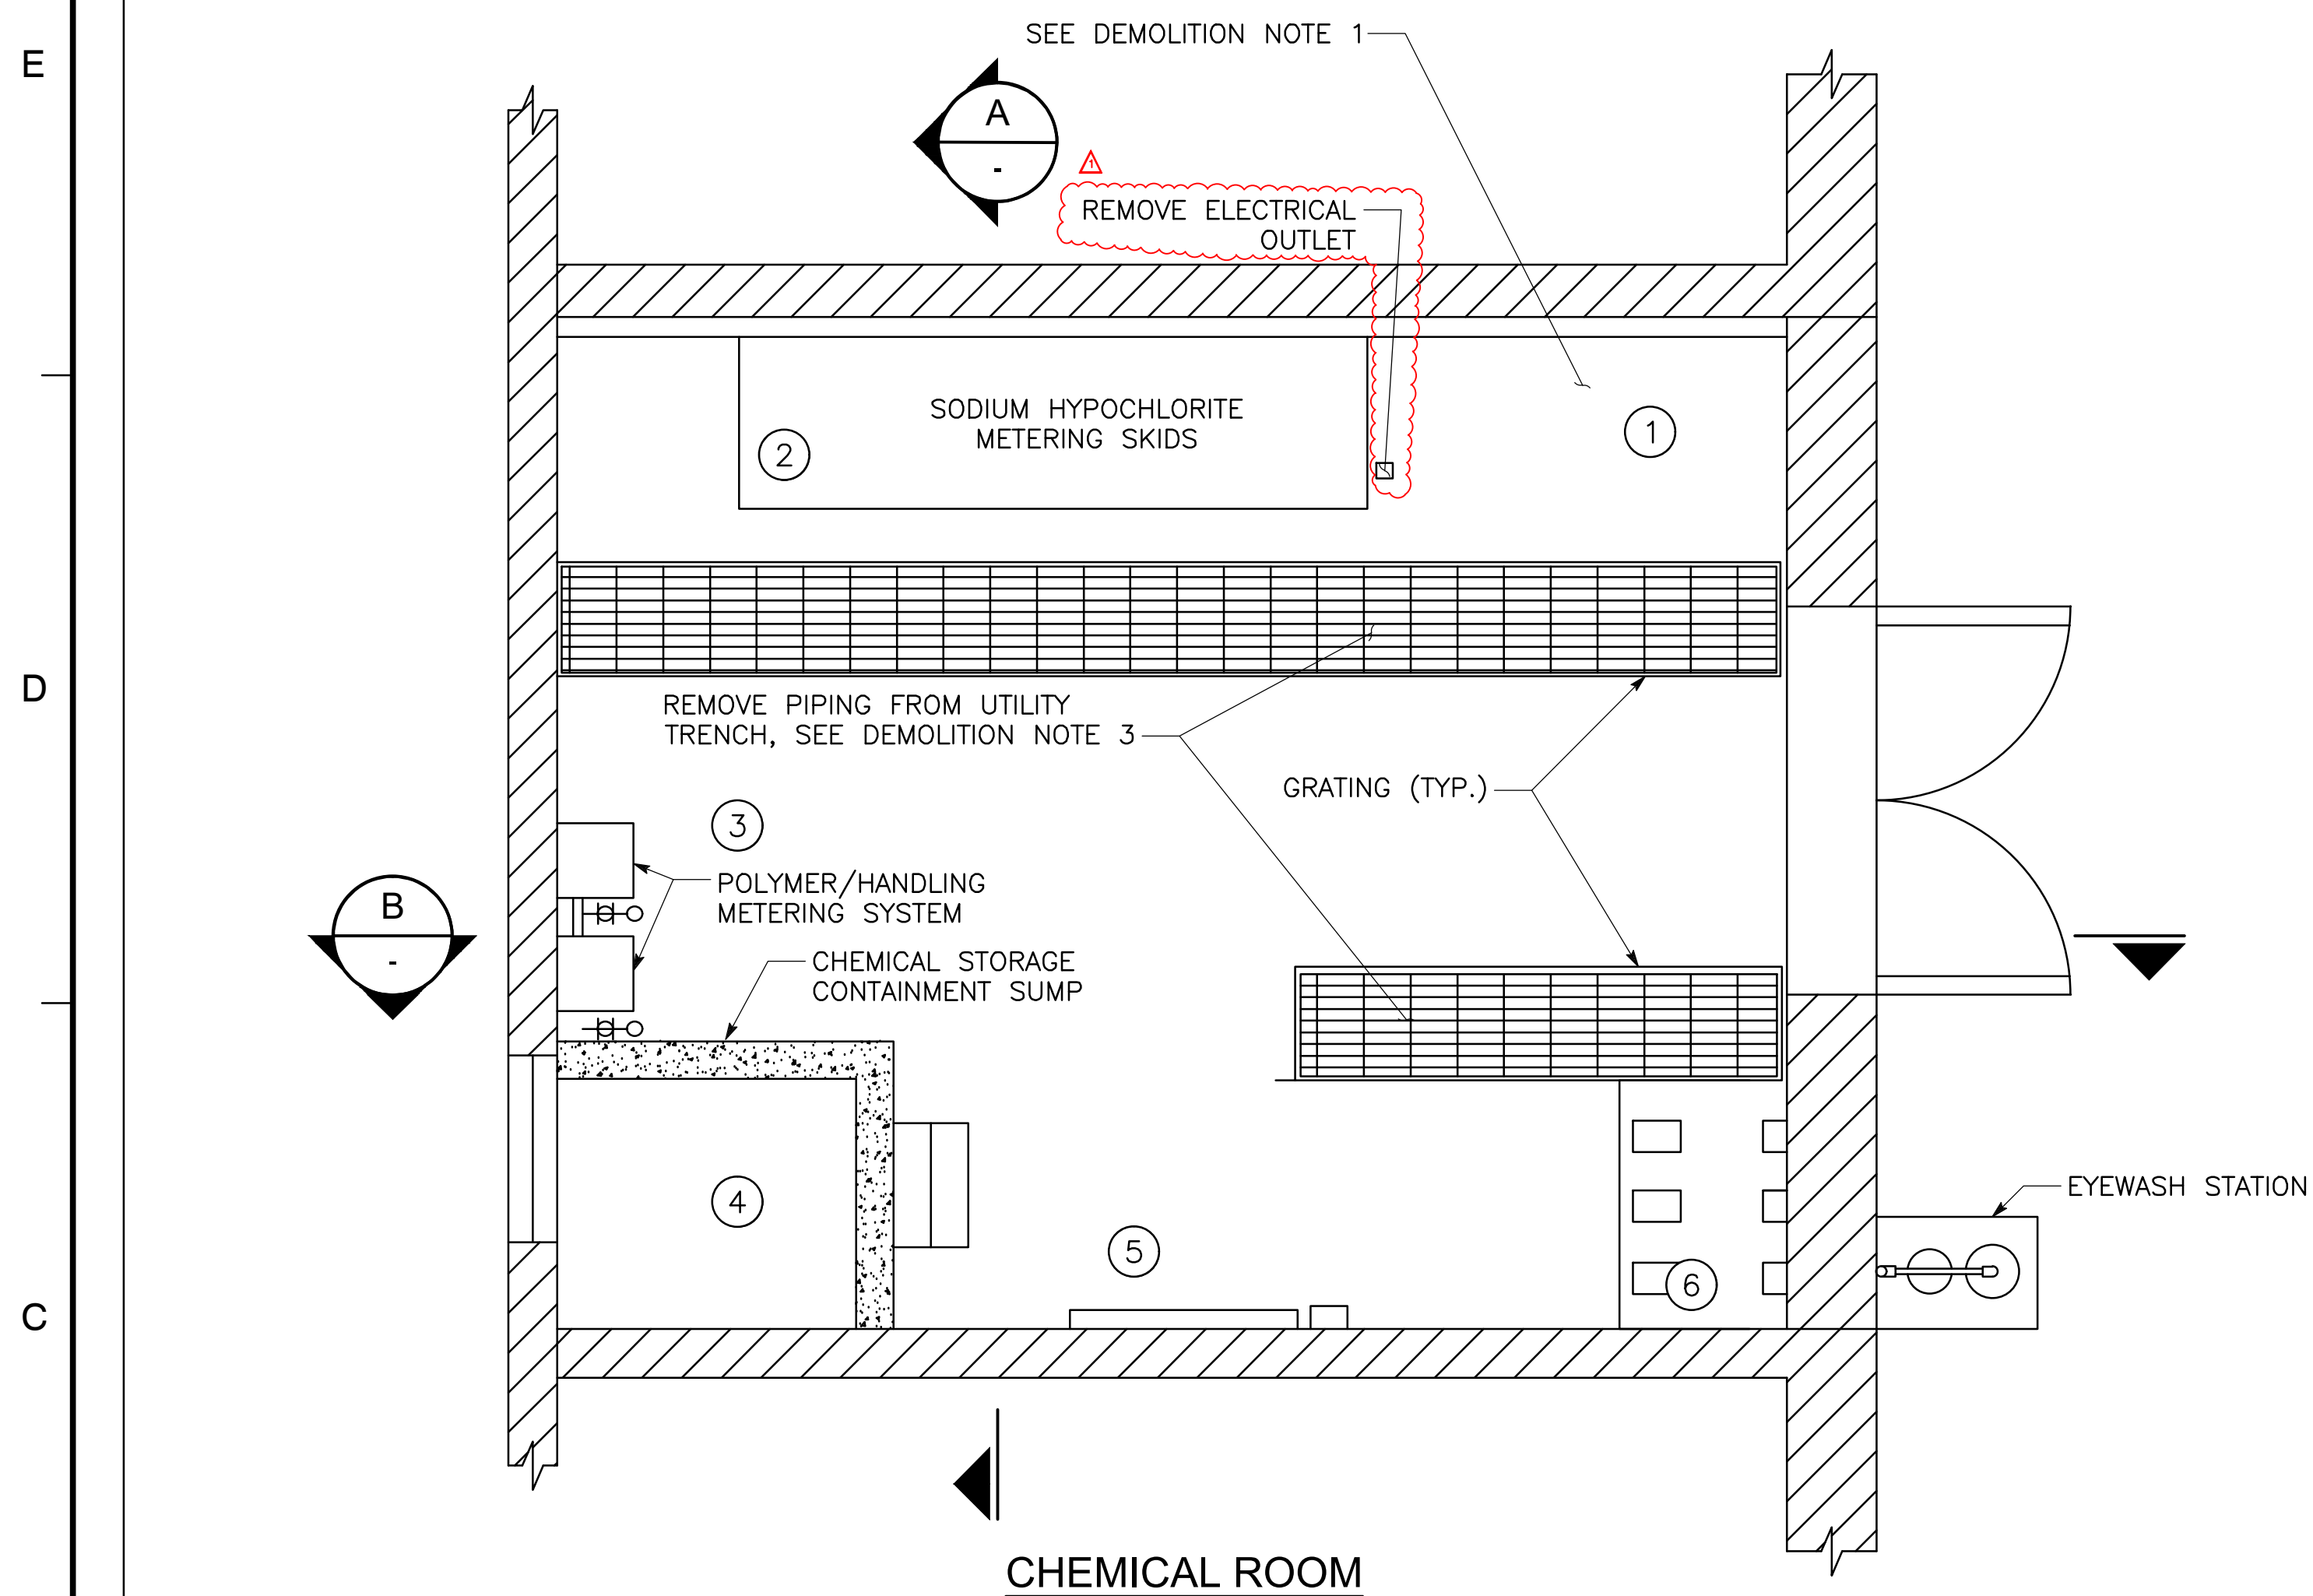 E
SEE DEMOLITION NOTE 1
A
-
1
REMOVE ELECTRICAL
OUTLET
SODIUM HYPOCHLORITE
METERING SKIDS
2
1
D
REMOVE PIPING FROM UTILITY
TRENCH, SEE DEMOLITION NOTE 3
GRATING (TYP.)
3
POLYMER/HANDLING
METERING SYSTEM
B
-
CHEMICAL STORAGE
CONTAINMENT SUMP
4
EYEWASH STATION
5
6
C
CHEMICAL ROOM